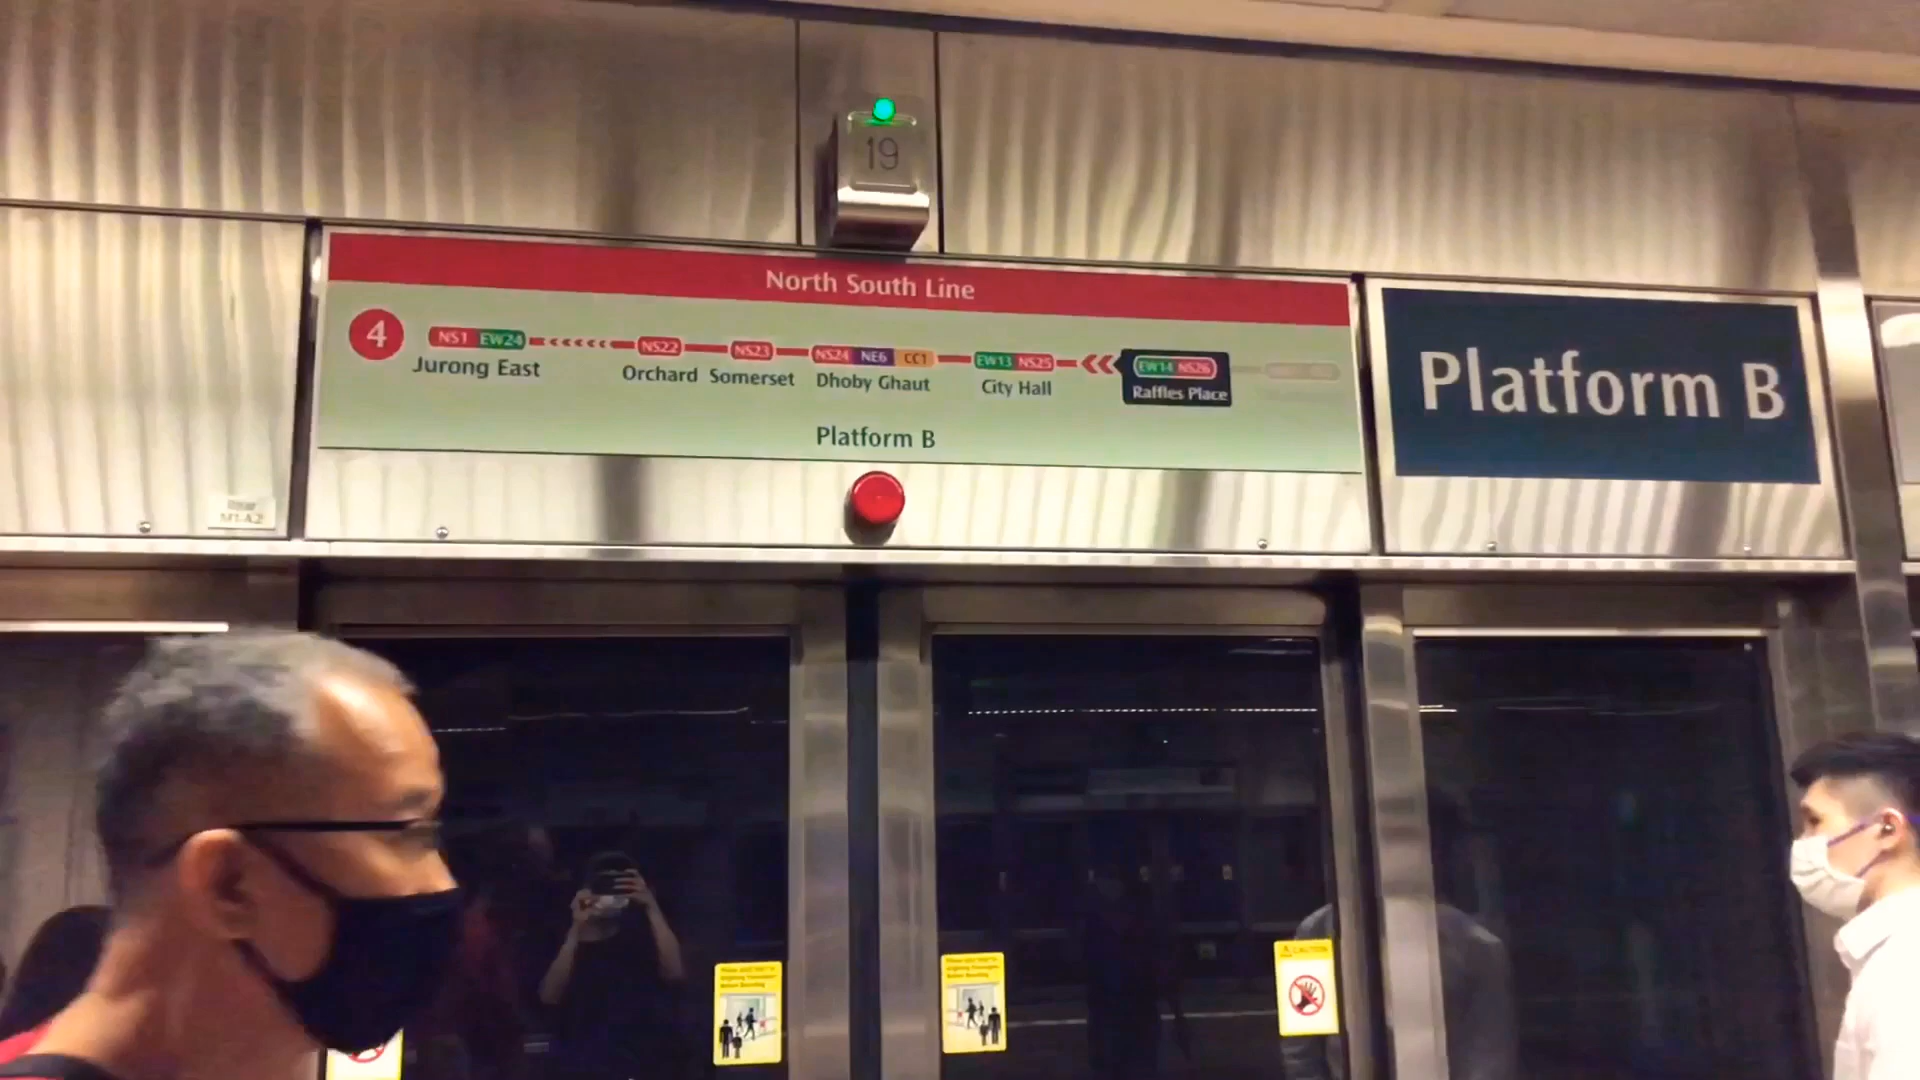 19
North South Line
4
NS1 EW24
NS22
NS23
NS24 NE6 CC1
EW13 NS25
EW14 NS26
Jurong East
Orchard
Somerset
Dhoby Ghaut
City Hall
Raffles Place
Platform B
Platform B
CAUTION